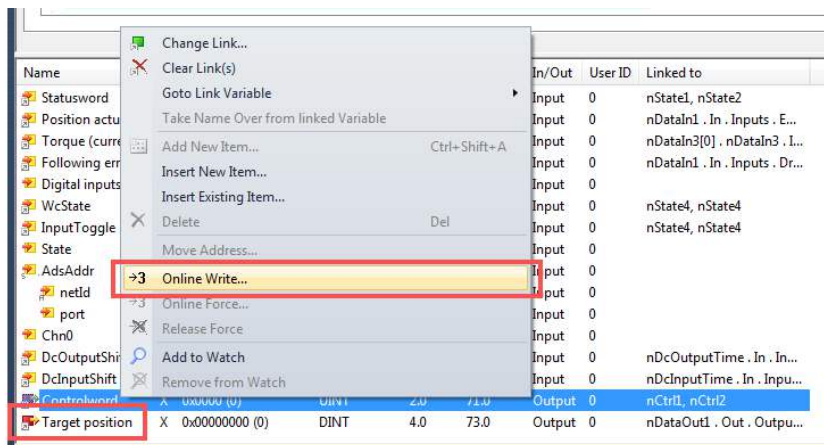 Change Link...
Clear Link(s)
Goto Link Variable
Take Name Over from linked Variable
Add New Item... Ctrl+Shift+A
Insert New Item...
Insert Existing Item...
Delete Del
Move Address...
→3 Online Write...
→3 Online Force...
Release Force
Add to Watch
Remove from Watch
Name In/Out User ID Linked to
Statusword Input 0 nState1, nState2
Position actu Input 0 nDataIn1 . In . Inputs . E...
Torque (curre Input 0 nDataIn3[0] . nDataIn3 . I...
Following err Input 0 nDataIn1 . In . Inputs . Dr...
Digital inputs Input 0
WcState Input 0 nState4, nState4
InputToggle Input 0 nState4, nState4
State Input 0
AdsAddr Input 0
netId Input 0
port Input 0
Chn0 Input 0
DcOutputShi Input 0 nDcOutputTime . In . In...
DcInputShift Input 0 nDcInputTime . In . Inpu...
Controlword X 0x0000 (0) UINT 2.0 71.0 Output 0 nCtrl1, nCtrl2
Target position X 0x00000000 (0) DINT 4.0 73.0 Output 0 nDataOut1 . Out . Outpu...